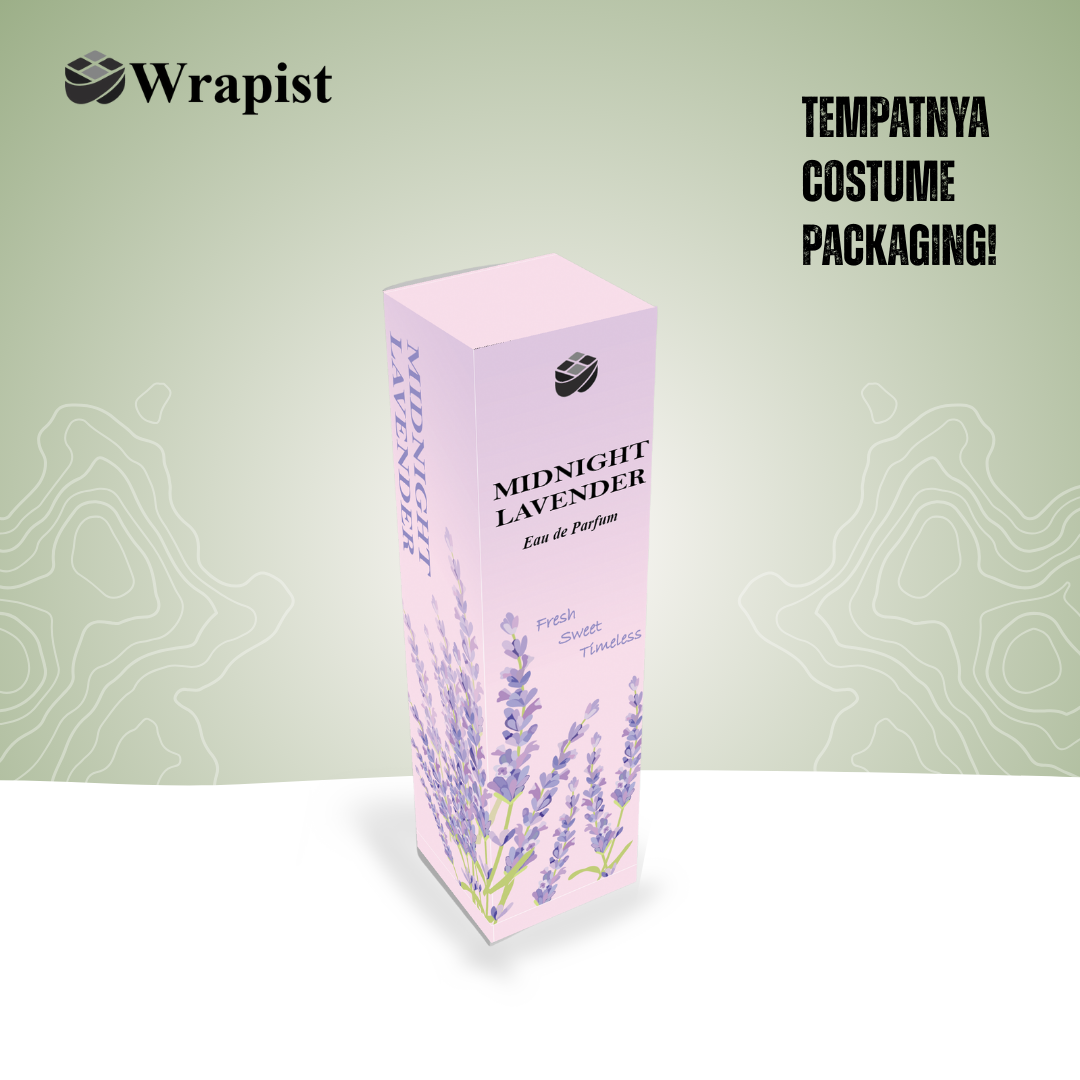 Wrapist
TEMPATNYA
COSTUME
PACKAGING!
MIDNIGHT
LAVENDER
MIDNIGHT
LAVENDER
Eau de Parfum
Fresh
Sweet
Timeless